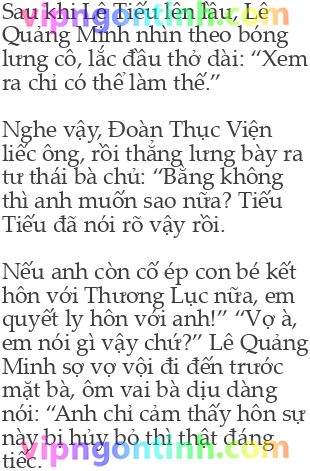 Sau khi Lê Tiếu lên lầu, Lê
Quảng Minh nhìn theo bóng
lưng cô, lắc đầu thở dài: “Xem
ra chỉ có thể làm thế.”
Nghe vậy, Đoàn Thục Viện
liếc ông, rồi thẳng lưng bày ra
tư thái bà chủ: “Bằng không
thì anh muốn sao nữa? Tiếu
Tiếu đã nói rõ vậy rồi.
Nếu anh còn cố ép con bé kết
hôn với Thương Lục nữa, em
quyết ly hôn với anh!” “Vợ à,
em nói gì vậy chứ?” Lê Quảng
Minh sợ vợ vội đi đến trước
mặt bà, ôm vai bà dịu dàng
nói: “Anh chỉ cảm thấy hôn sự
này bị hủy bỏ thì thật đáng
tiếc.
vipngontinh.com
vipngontinh.com